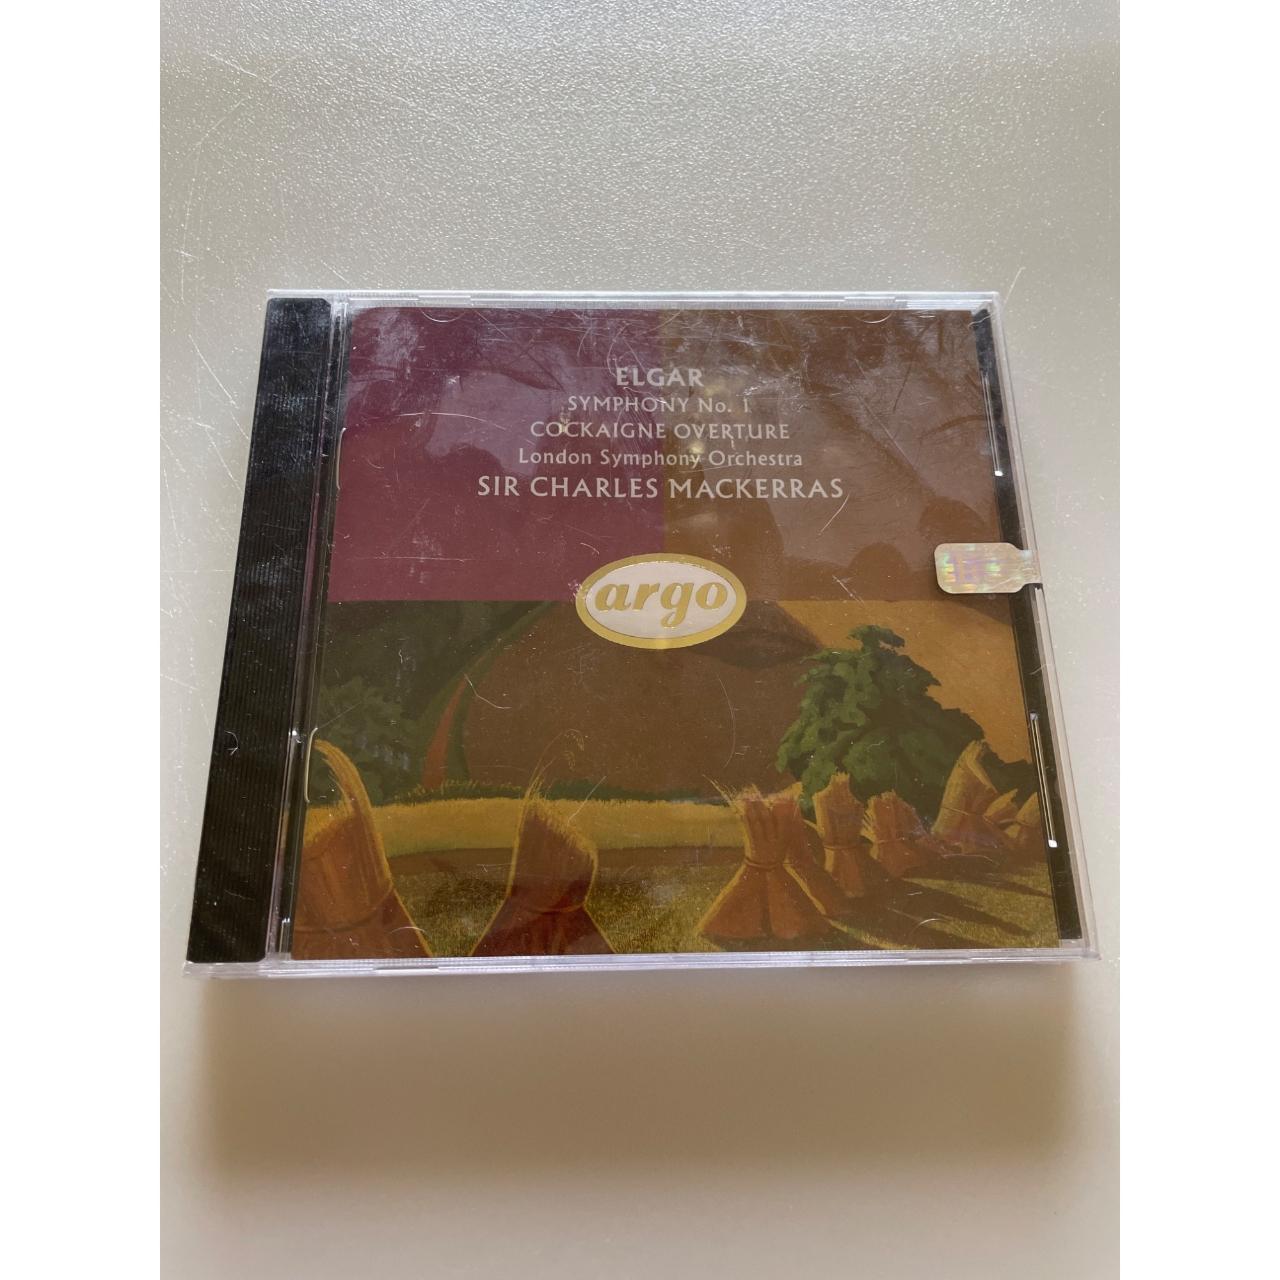 ELGAR
SYMPHONY No. 1
COCKAIGNE OVERTURE
London Symphony Orchestra
SIR CHARLES MACKERRAS
argo